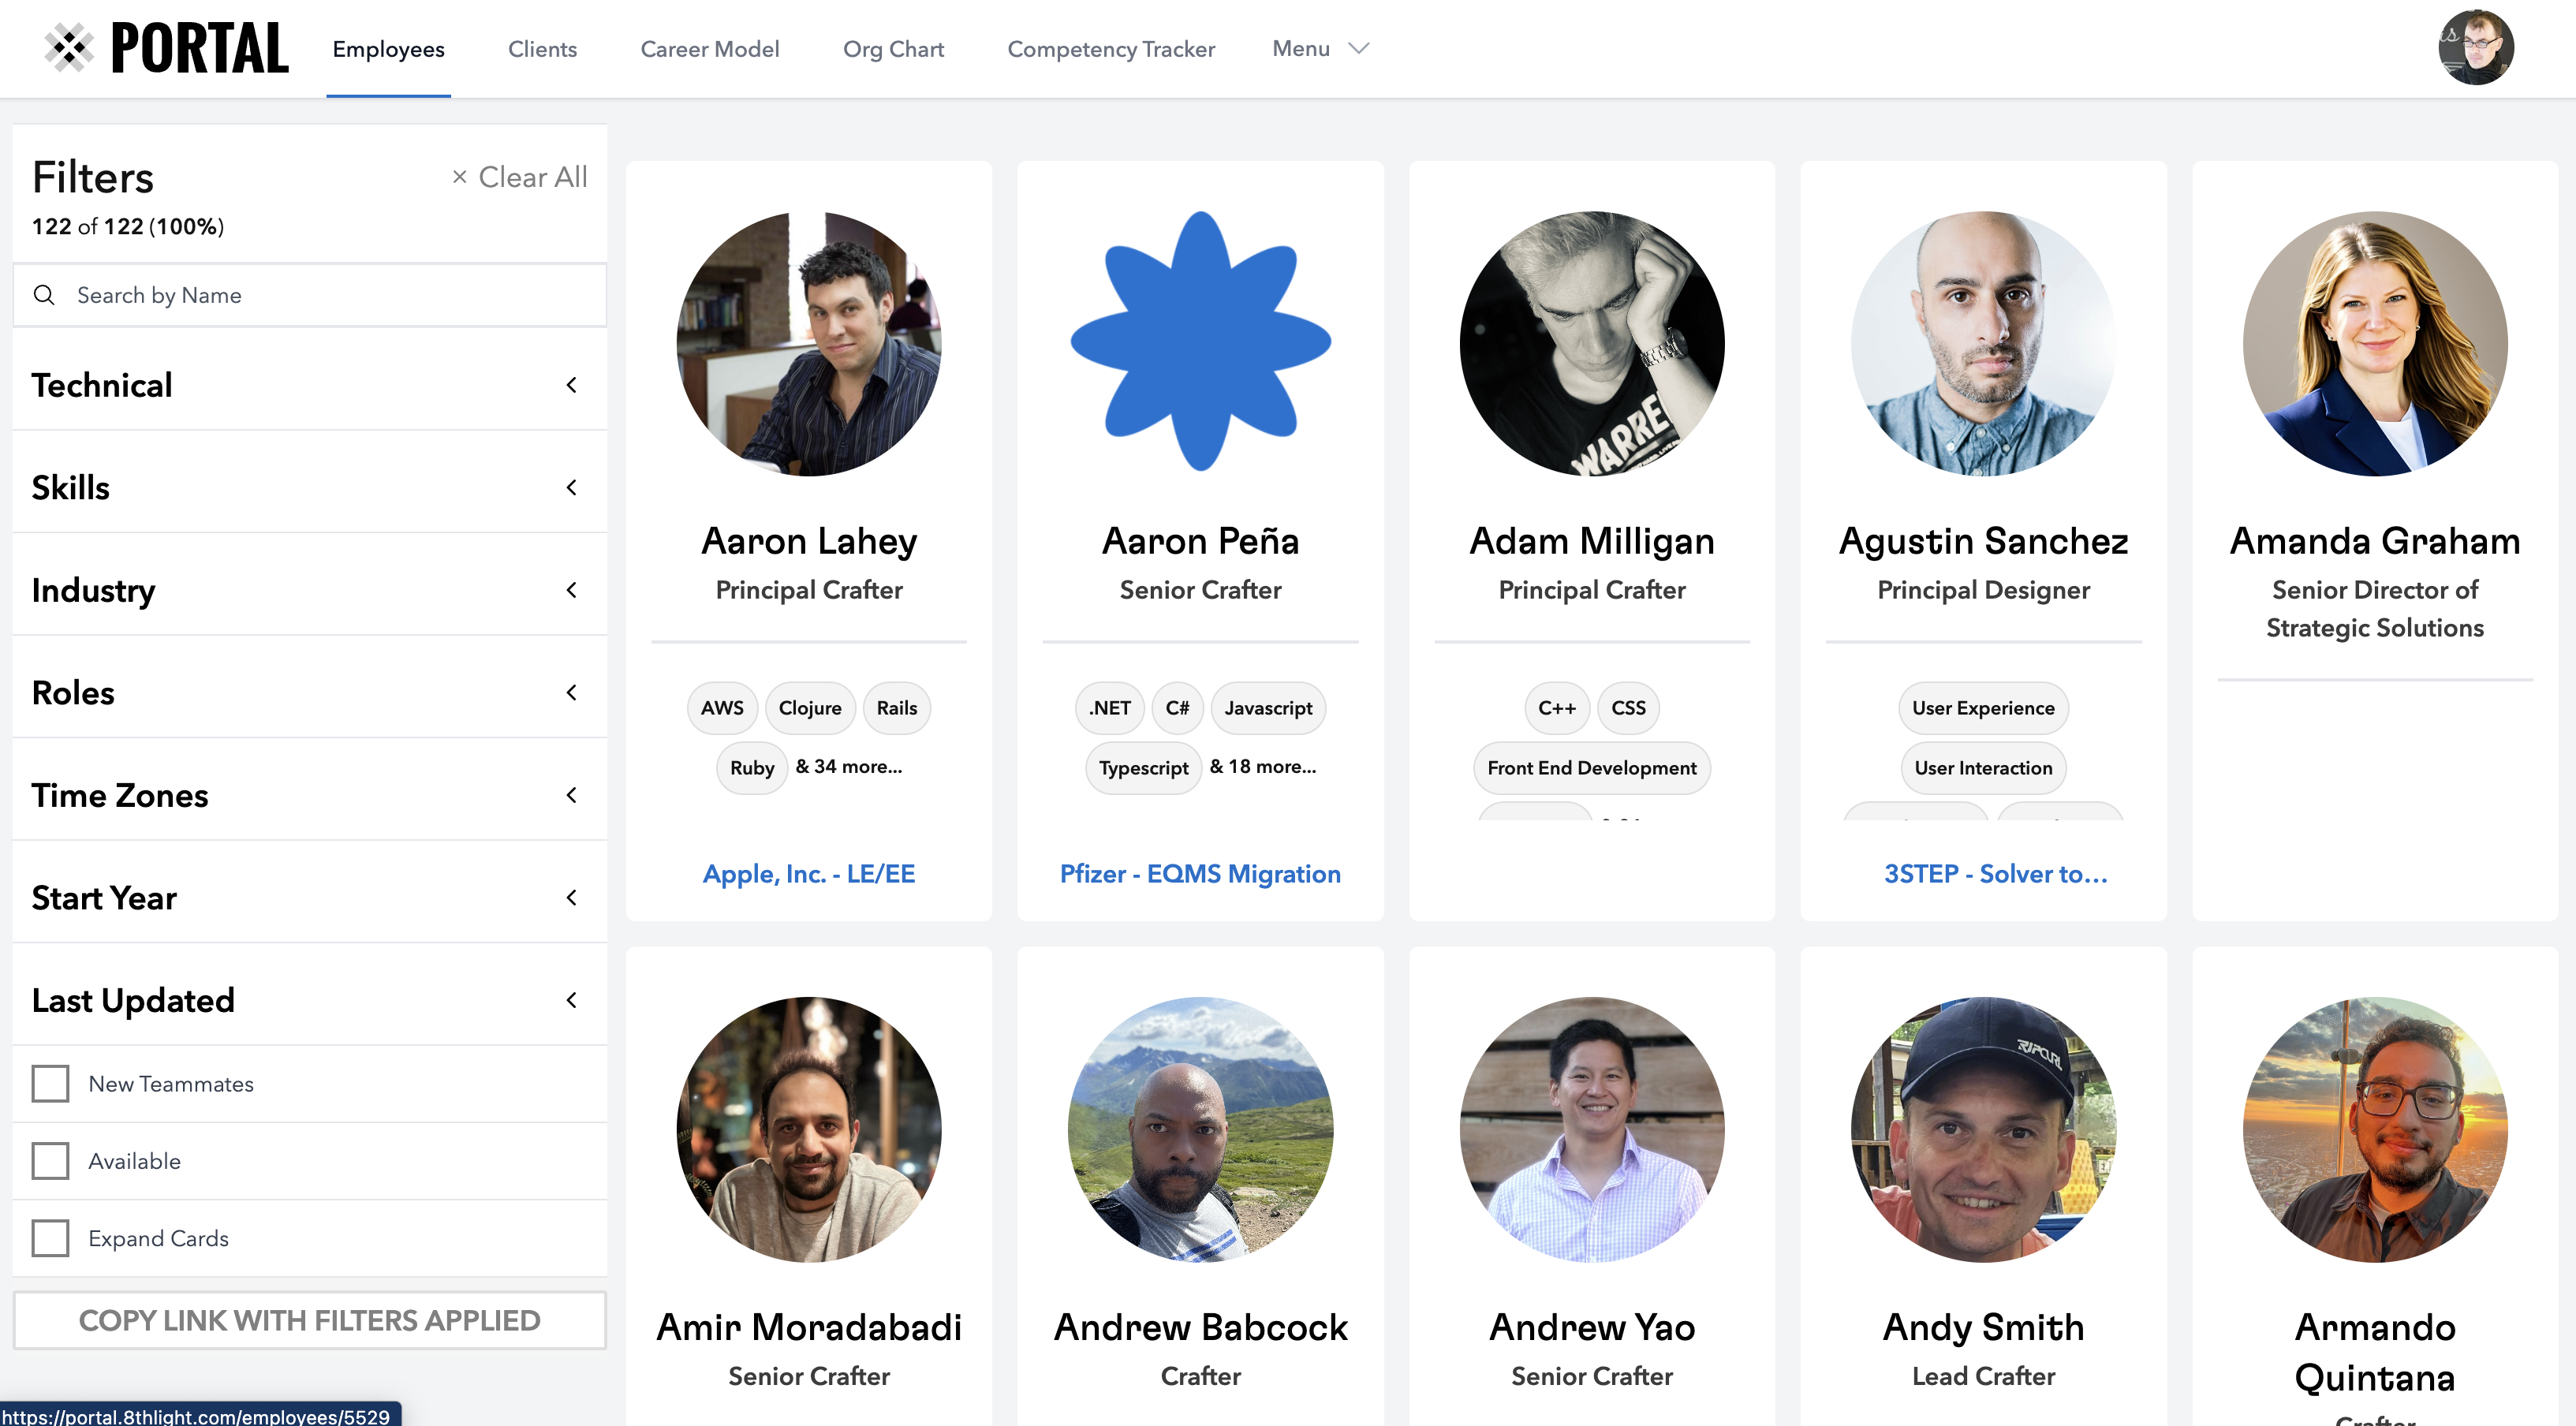 PORTAL
Employees
Clients
Career Model
Org Chart
Competency Tracker
Menu
Filters
× Clear All
122 of 122 (100%)
Search by Name
Technical
Skills
Industry
Roles
Time Zones
Start Year
Last Updated
New Teammates
Available
Expand Cards
COPY LINK WITH FILTERS APPLIED
https://portal.8thlight.com/employees/5529
Aaron Lahey
Principal Crafter
AWS
Clojure
Rails
Ruby
& 34 more...
Apple, Inc. - LE/EE
Aaron Peña
Senior Crafter
.NET
C#
Javascript
Typescript
& 18 more...
Pfizer - EQMS Migration
WARRE
Adam Milligan
Principal Crafter
C++
CSS
Front End Development
Agustin Sanchez
Principal Designer
User Experience
User Interaction
3STEP - Solver to...
Amanda Graham
Senior Director of
Strategic Solutions
Amir Moradabadi
Senior Crafter
Andrew Babcock
Crafter
Andrew Yao
Senior Crafter
RIPCURL
Andy Smith
Lead Crafter
Armando
Quintana
Crafter